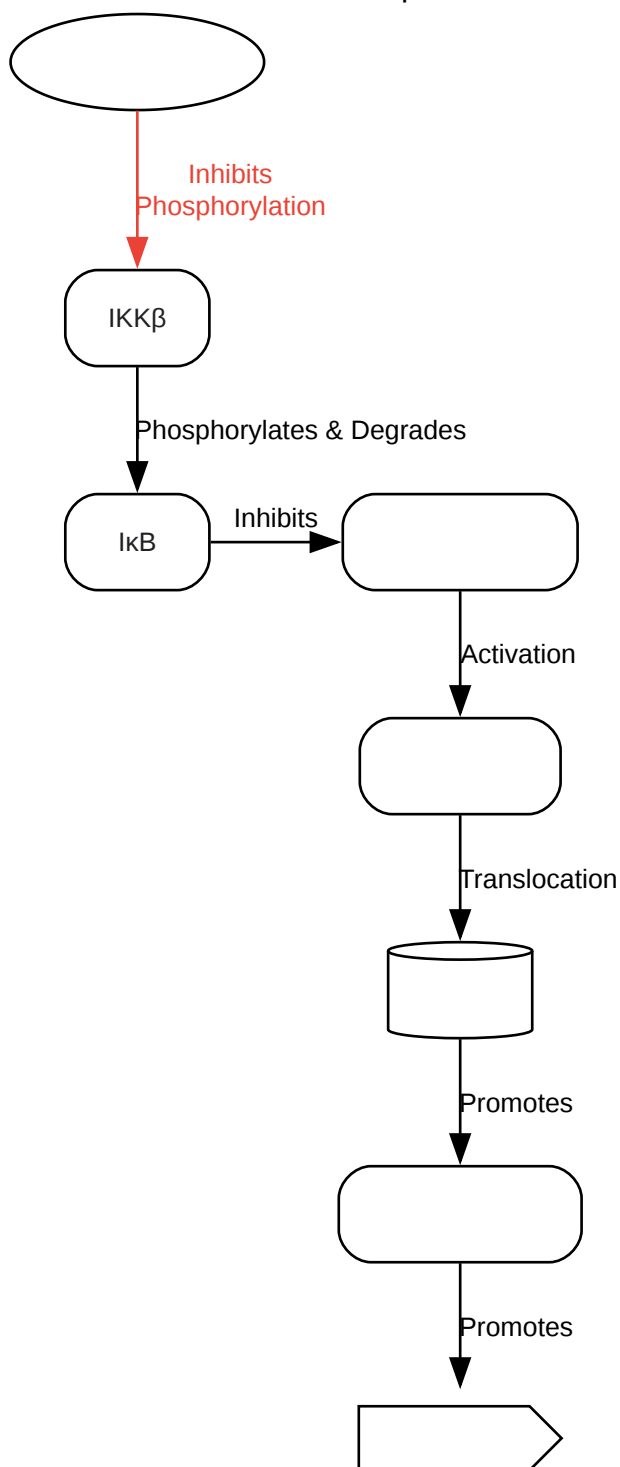 Inhibits
Phosphorylation
IKKβ
Phosphorylates & Degrades
IκB
Inhibits
Activation
Translocation
Promotes
Promotes